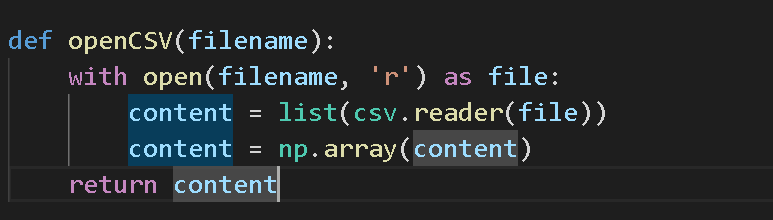 def openCSV(filename):
    with open(filename, 'r') as file:
        content = list(csv.reader(file))
        content = np.array(content)
    return content